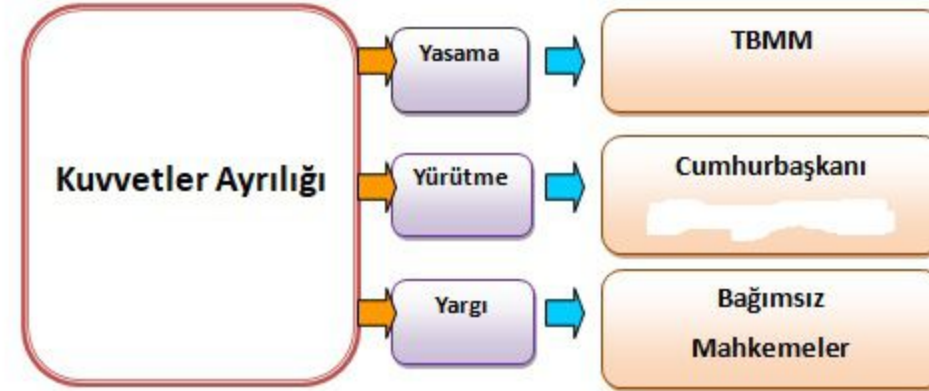 Kuvvetler Ayrılığı
Yasama
TBMM
Yürütme
Cumhurbaşkanı
Yargı
Bağımsız
Mahkemeler